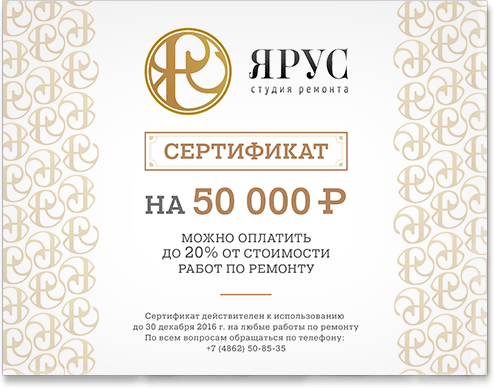 ЯРУС
студия ремонта
СЕРТИФИКАТ
НА 50 000 ₽
МОЖНО ОПЛАТИТЬ
ДО 20% ОТ СТОИМОСТИ
РАБОТ ПО РЕМОНТУ
Сертификат действителен к использованию
до 30 декабря 2016 г. на любые работы по ремонту
По всем вопросам обращаться по телефону:
+7 (4862) 50-85-35